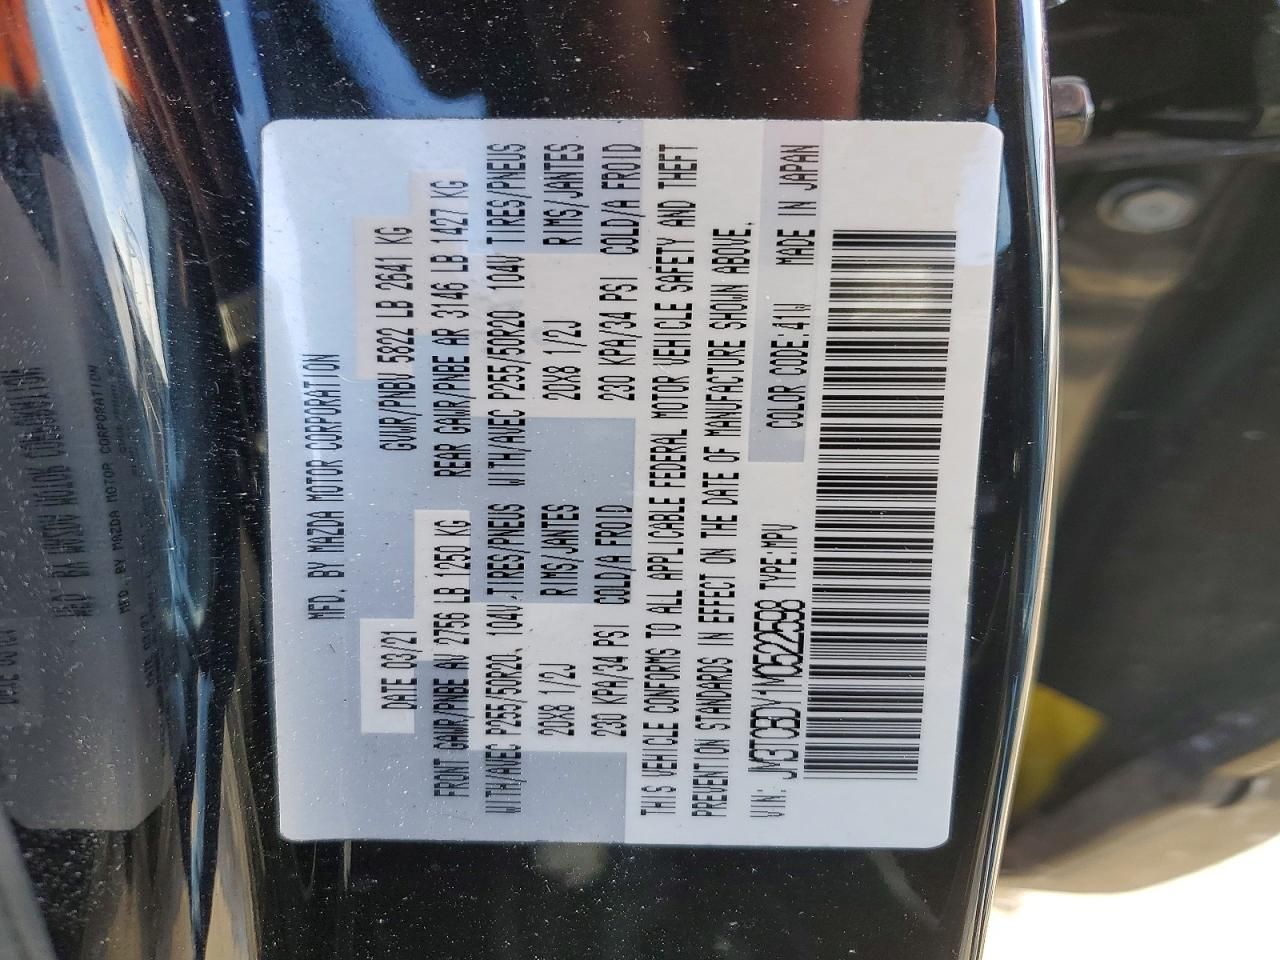 MFD. BY MAZDA MOTOR CORPORATION
DATE 03/21 GVWR/PNBV 5822 LB 2641 KG
FRONT GAWR/PNBE AV 2756 LB 1250 KG REAR GAWR/PNBE AR 3146 LB 1427 KG
WITH/AVEC P255/50R20 104V TIRES/PNEUS WITH/AVEC P255/50R20 104V TIRES/PNEUS
20X8 1/2J RIMS/JANTES 20X8 1/2J RIMS/JANTES
230 KPA/34 PSI COLD/A FROID 230 KPA/34 PSI COLD/A FROID
THIS VEHICLE CONFORMS TO ALL APPLICABLE FEDERAL MOTOR VEHICLE SAFETY AND THEFT
PREVENTION STANDARDS IN EFFECT ON THE DATE OF MANUFACTURE SHOWN ABOVE.
VIN: JM3TCBDY1M0522598 TYPE:MPV COLOR CODE:41W MADE IN JAPAN